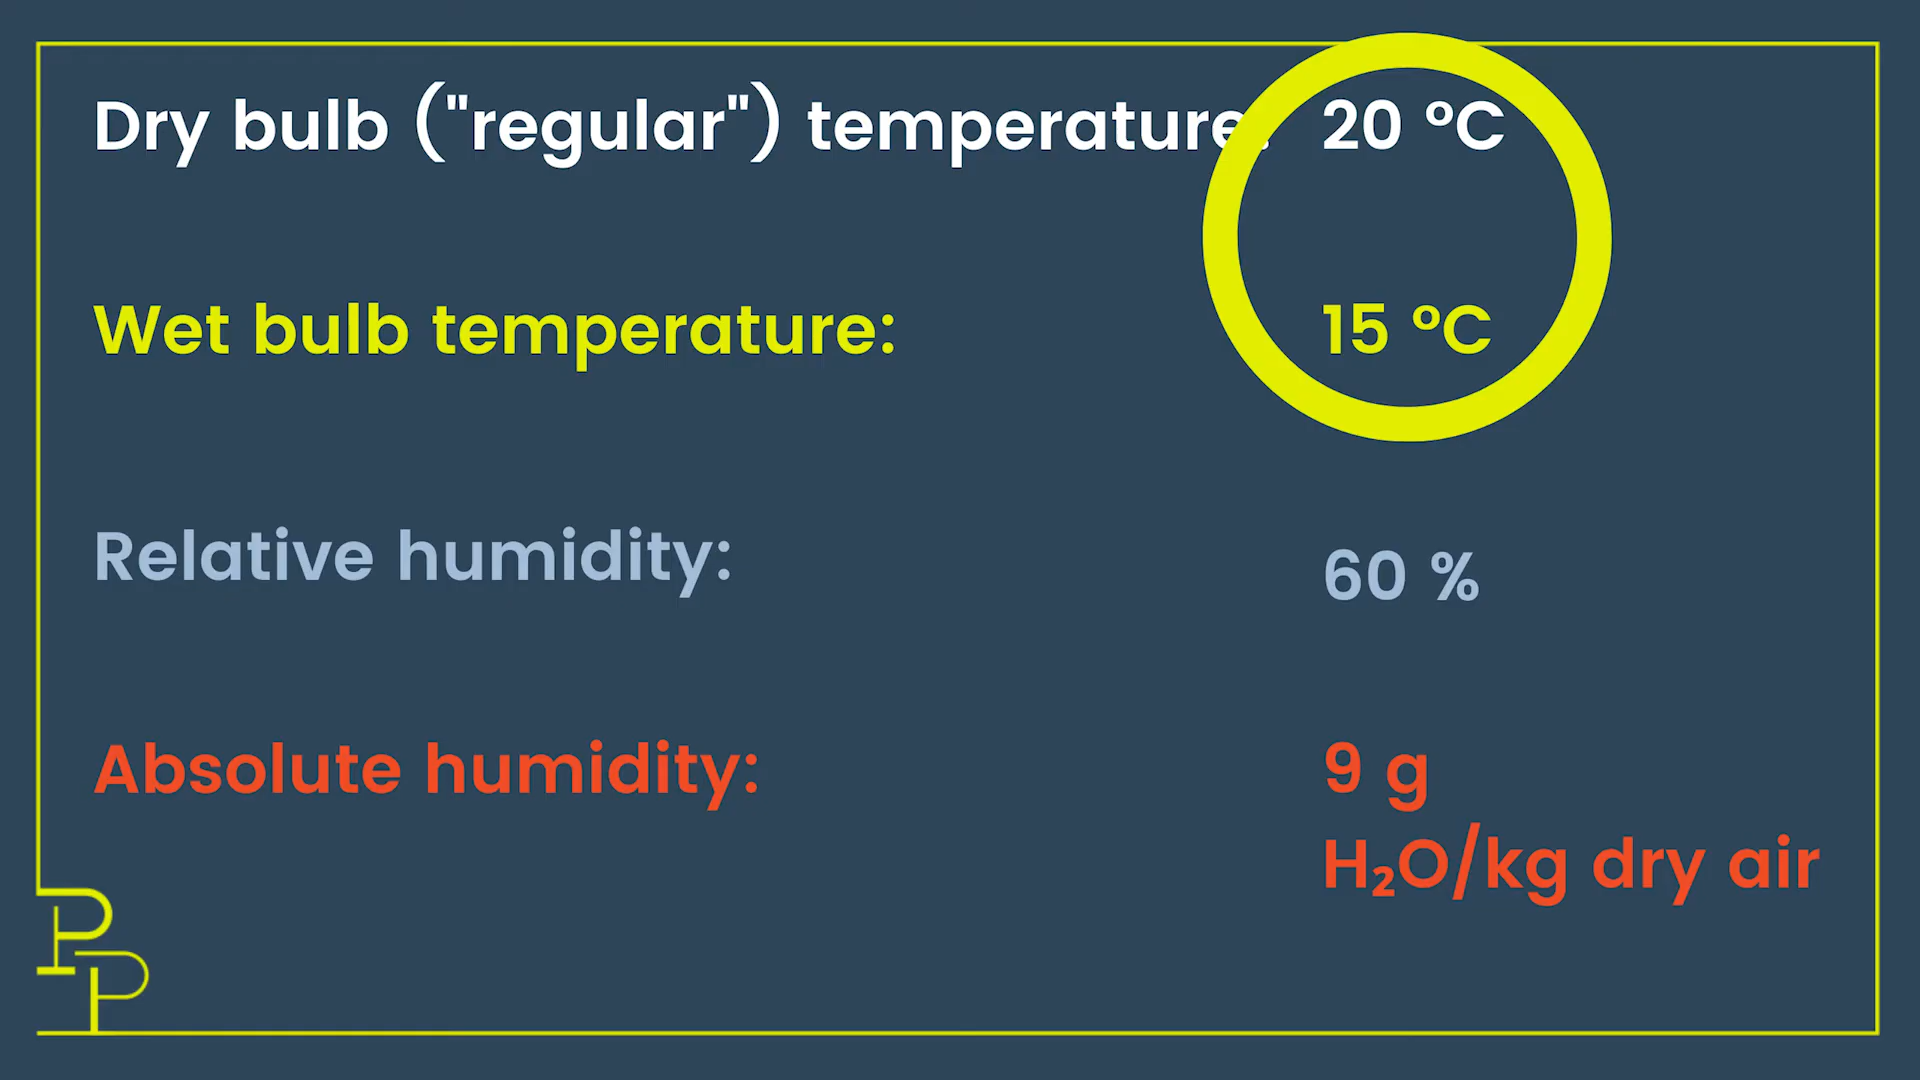 Dry bulb ("regular") temperature: 20 °C
Wet bulb temperature: 15 °C
Relative humidity: 60 %
Absolute humidity: 9 g
H₂O/kg dry air
PP